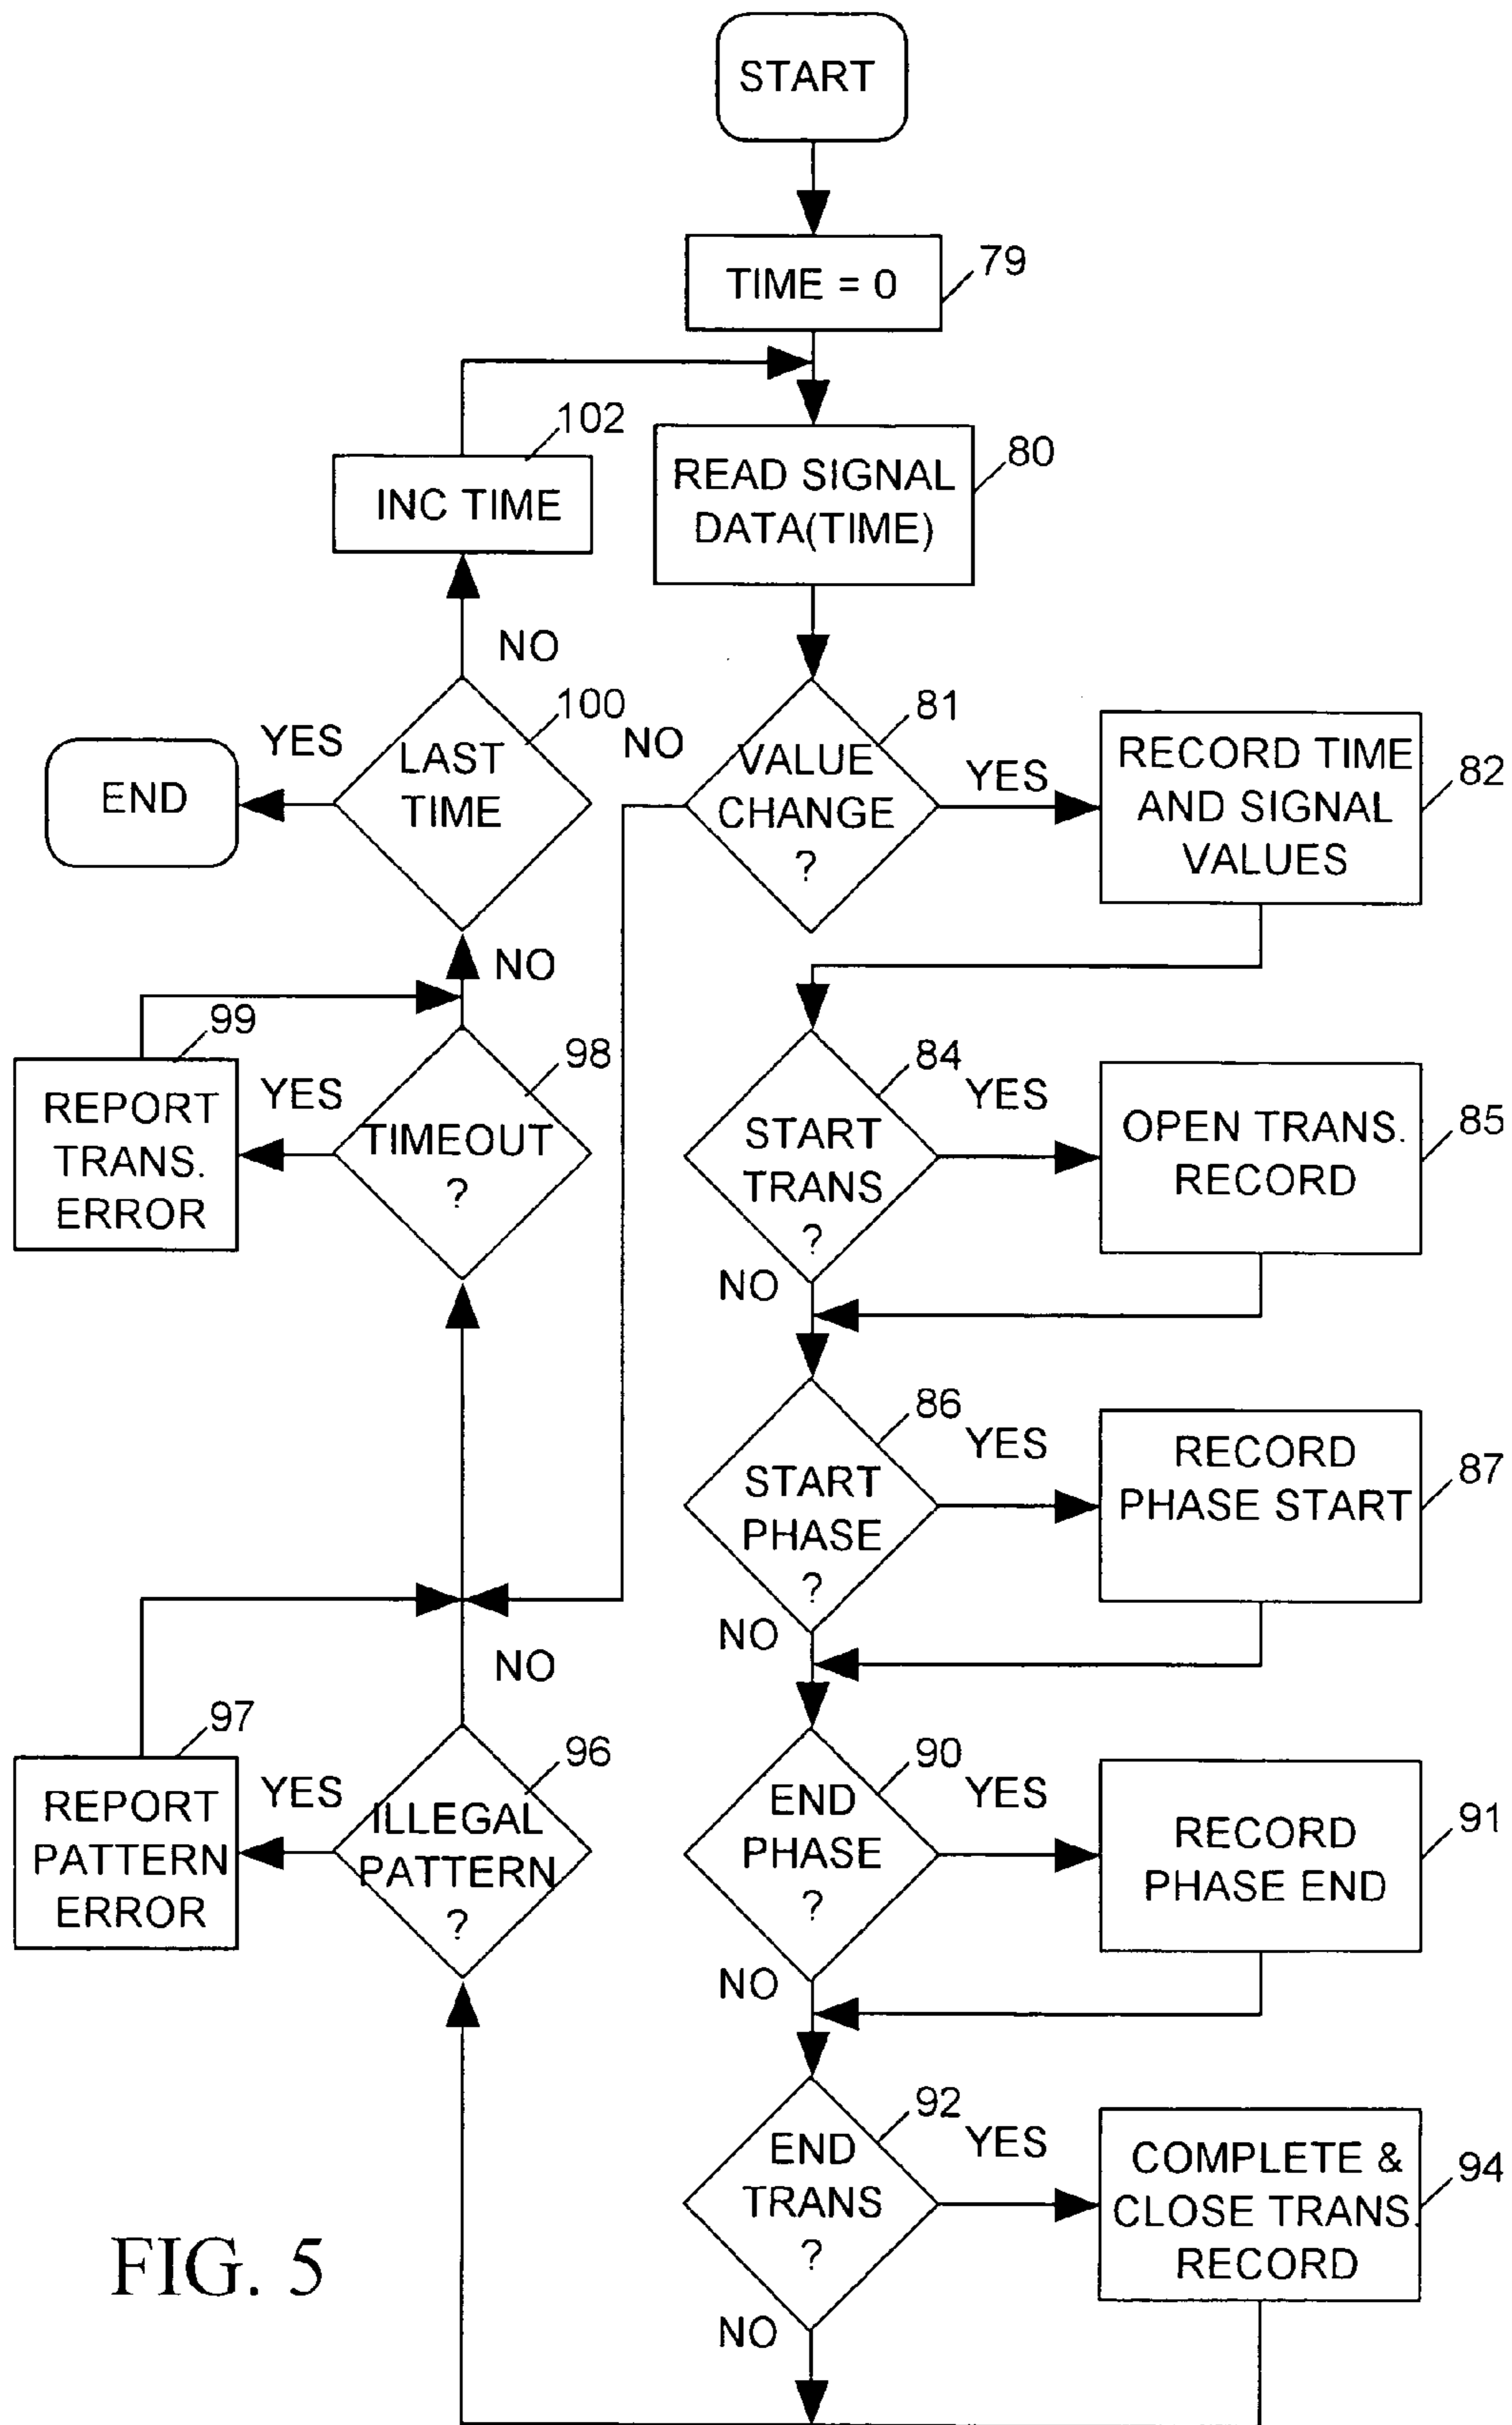 START
TIME = 0
79
102
INC TIME
READ SIGNAL
DATA(TIME)
80
NO
100
LAST
TIME
YES
END
NO
81
VALUE
CHANGE
?
YES
RECORD TIME
AND SIGNAL
VALUES
82
NO
99
REPORT
TRANS.
ERROR
YES
98
TIMEOUT
?
84
START
TRANS
?
YES
OPEN TRANS.
RECORD
85
NO
86
START
PHASE
?
YES
RECORD
PHASE START
87
NO
NO
97
REPORT
PATTERN
ERROR
YES
96
ILLEGAL
PATTERN
?
90
END
PHASE
?
YES
RECORD
PHASE END
91
NO
92
END
TRANS
?
YES
COMPLETE &
CLOSE TRANS.
RECORD
94
NO
FIG. 5